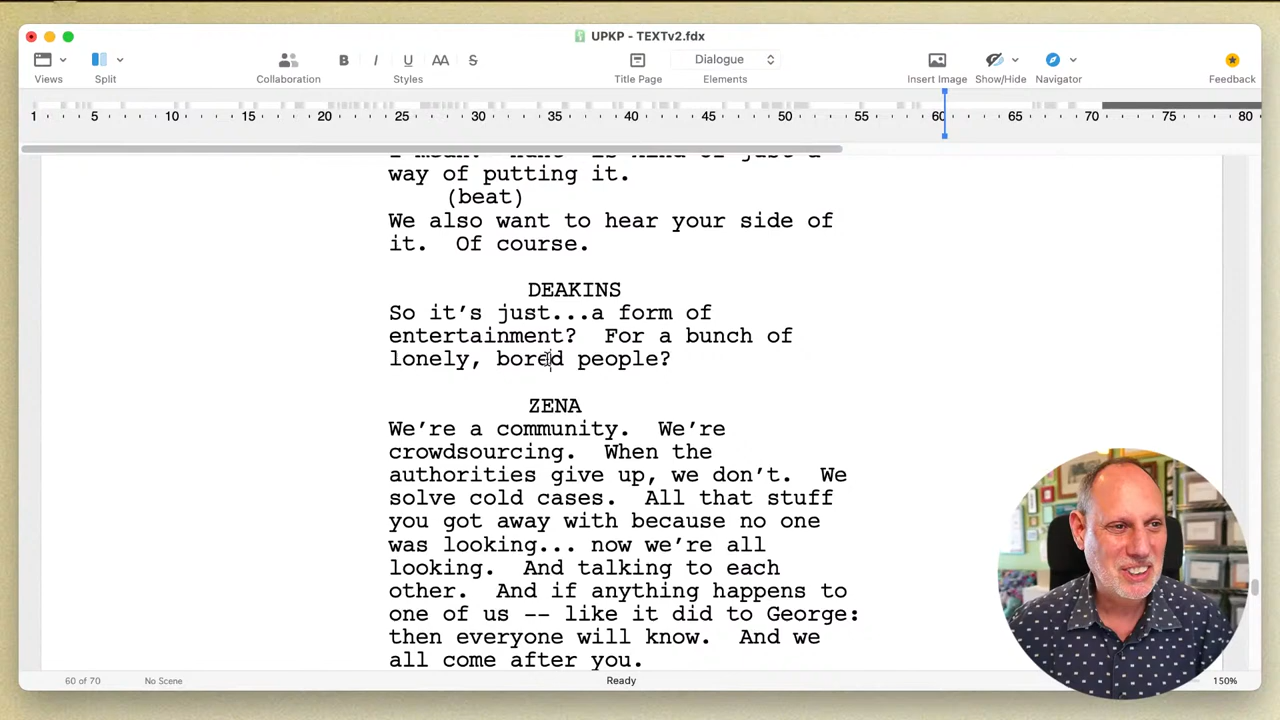 UPKP - TEXTv2.fdx
B I U AA S Dialogue
Views Split Collaboration Styles Title Page Elements Insert Image Show/Hide Navigator Feedback
1 5 10 15 20 25 30 35 40 45 50 55 60 65 70 75 80
way of putting it.
(beat)
We also want to hear your side of
it.  Of course.
DEAKINS
So it's just...a form of
entertainment?  For a bunch of
lonely, bored people?
ZENA
We're a community.  We're
crowdsourcing.  When the
authorities give up, we don't.  We
solve cold cases.  All that stuff
you got away with because no one
was looking... now we're all
looking.  And talking to each
other.  And if anything happens to
one of us -- like it did to George:
then everyone will know.  And we
all come after you.
60 of 70 No Scene Ready 150%